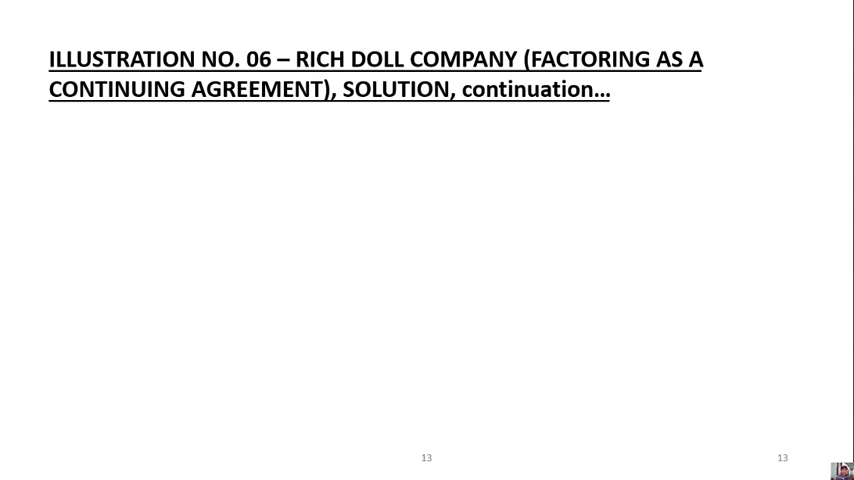 ILLUSTRATION NO. 06 – RICH DOLL COMPANY (FACTORING AS A
CONTINUING AGREEMENT), SOLUTION, continuation…
13
13